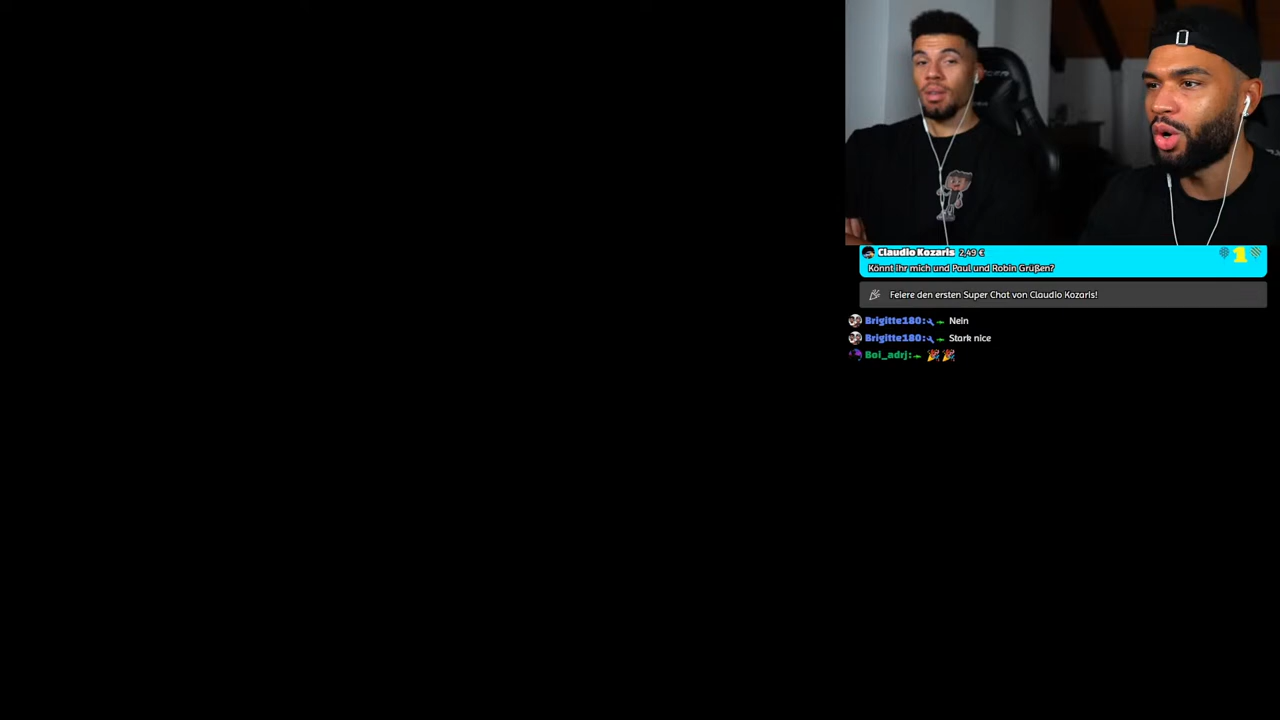 Claudio Kozaris 2,49 €
1
Könnt ihr mich und Paul und Robin Grüßen?
Feiere den ersten Super Chat von Claudio Kozaris!
Brigitte180: Nein
Brigitte180: Stark nice
Boi_adrj: 🎉🎉